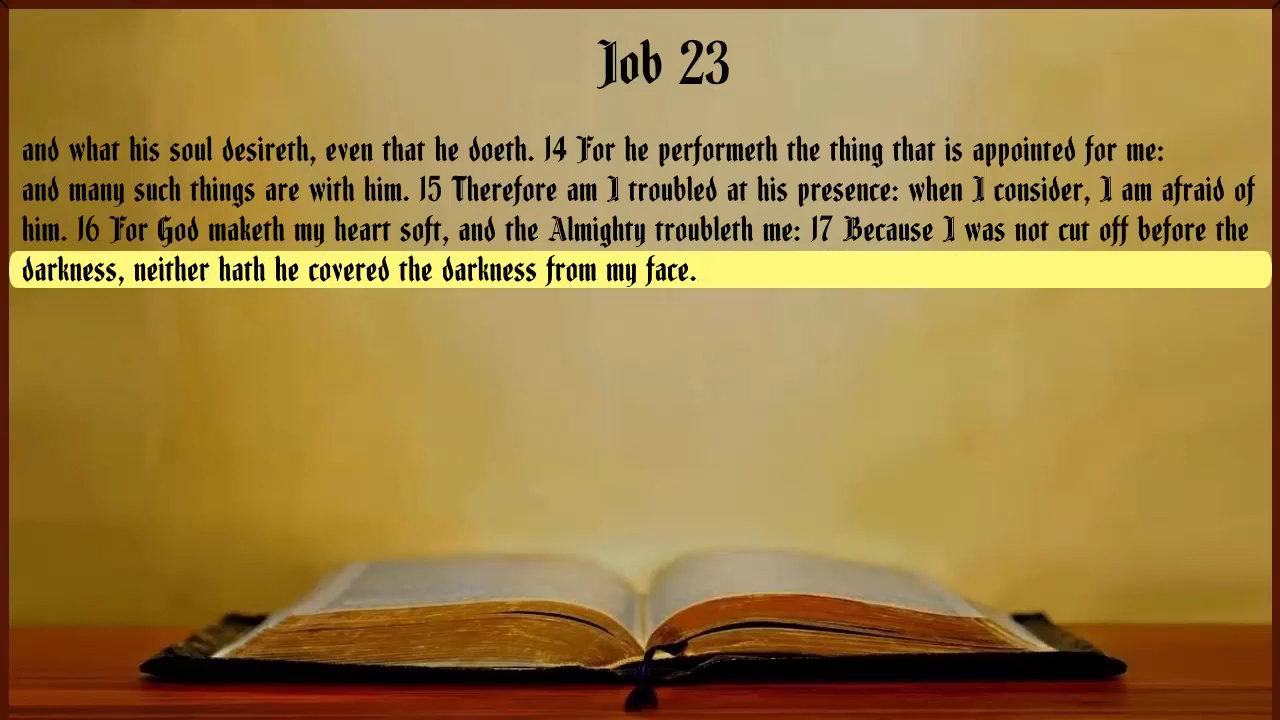 Job 23
and what his soul desireth, even that he doeth. 14 For he performeth the thing that is appointed for me:
and many such things are with him. 15 Therefore am I troubled at his presence: when I consider, I am afraid of
him. 16 For God maketh my heart soft, and the Almighty troubleth me: 17 Because I was not cut off before the
darkness, neither hath he covered the darkness from my face.